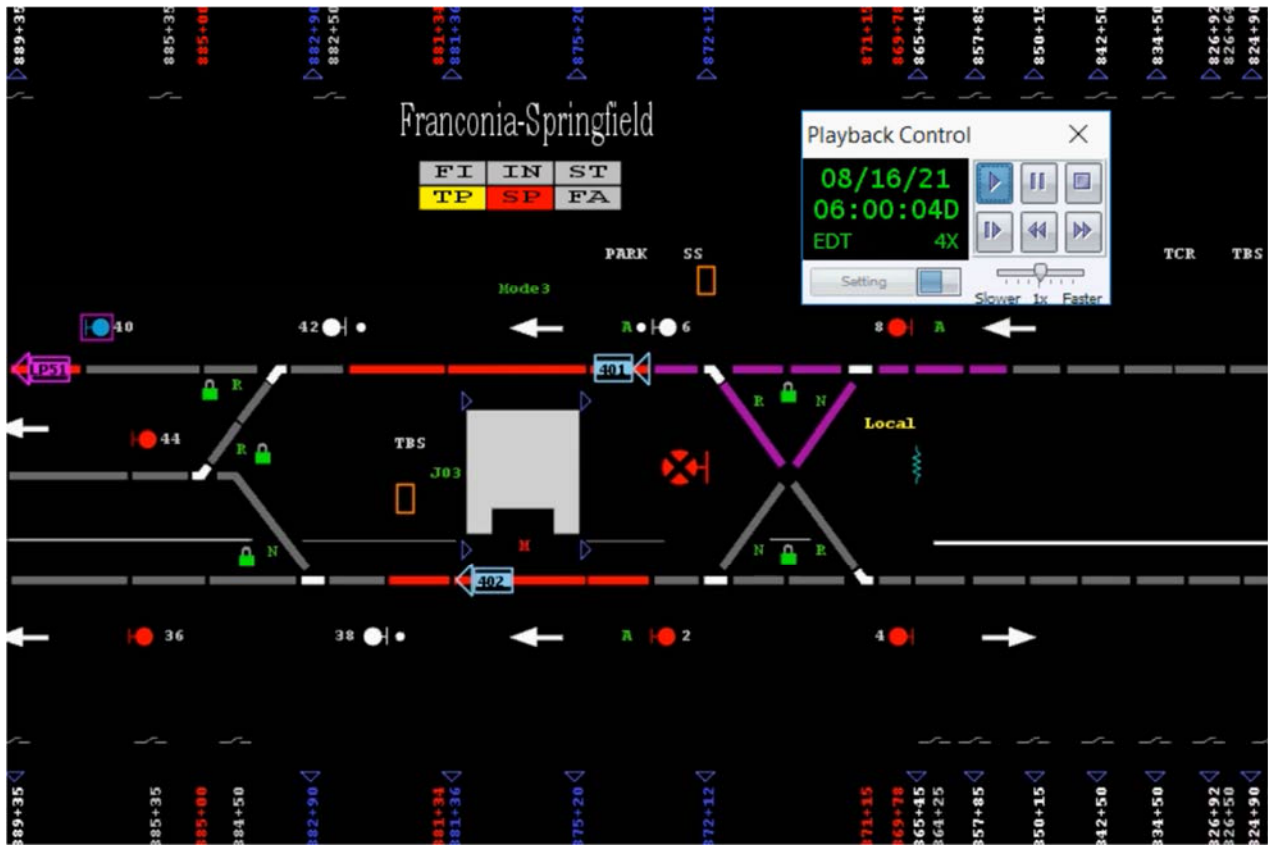 889+35 885+35 885+00 882+90 882+50 881+34 881+36 875+20 872+12 871+15 869+78 865+45 857+85 850+15 842+50 834+50 826+92 826+64 824+90
Franconia-Springfield
FI IN ST
TP SP FA
Playback Control
08/16/21
06:00:04D
EDT 4X
Setting
Slower 1x Faster
PARK SS TCR TBS
Mode3
40 42 A 6 8 A
LP51 401
R R N
44 TBS Local
R J03
N M N R
402
36 38 A 2 4
889+35 885+35 885+00 884+50 882+90 881+34 881+36 875+20 872+12 871+15 869+78 865+45 864+25 857+85 850+15 842+50 834+50 826+92 826+50 824+90